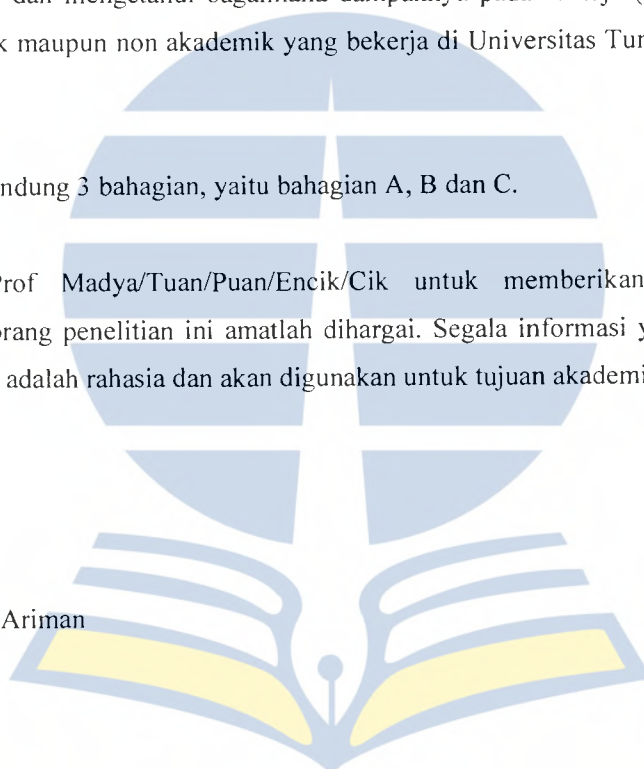 dan mengetahui bagaimana dampaknya pada
k maupun non akademik yang bekerja di Universitas Tun
ndung 3 bahagian, yaitu bahagian A, B dan C.
Prof Madya/Tuan/Puan/Encik/Cik untuk memberikan
orang penelitian ini amatlah dihargai. Segala informasi y
adalah rahasia dan akan digunakan untuk tujuan akademi
Ariman